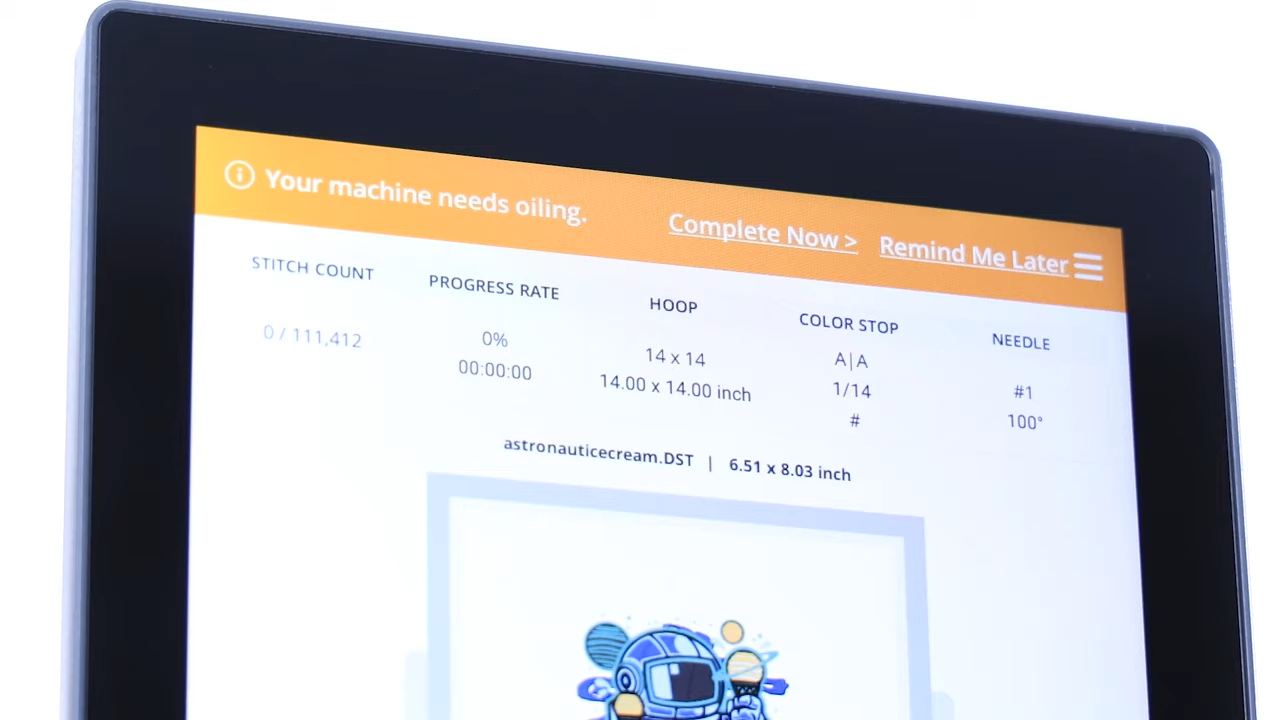 Your machine needs oiling. Complete Now > Remind Me Later
STITCH COUNT PROGRESS RATE HOOP COLOR STOP NEEDLE
0 / 111,412 0% 14 x 14 A|A #1
00:00:00 14.00 x 14.00 inch 1/14 100°
#
astronauticecream.DST | 6.51 x 8.03 inch